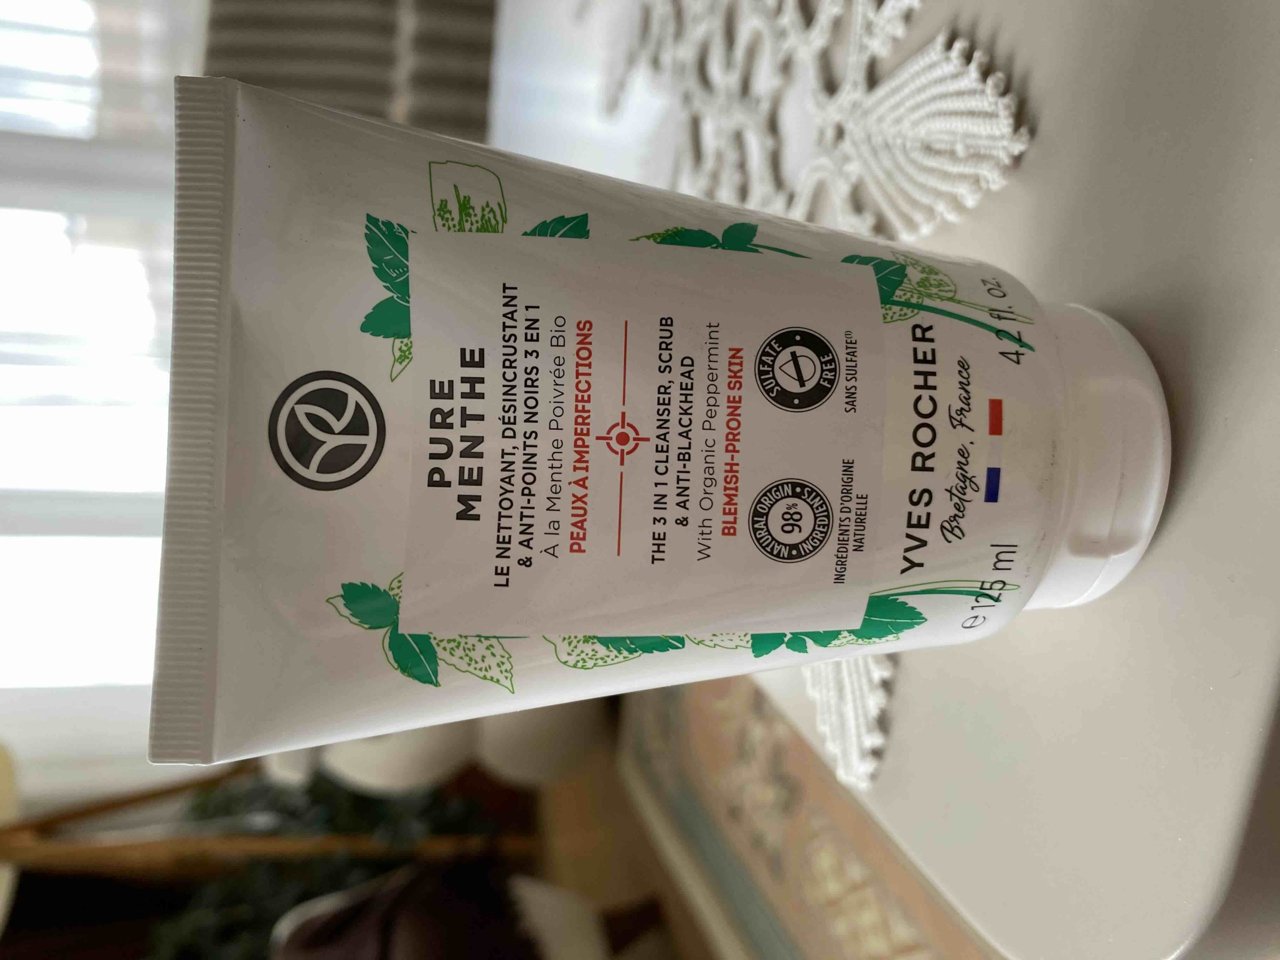 PURE
MENTHE
LE NETTOYANT, DÉSINCRUSTANT
& ANTI-POINTS NOIRS 3 EN 1
À la Menthe Poivrée Bio
PEAUX À IMPERFECTIONS
THE 3 IN 1 CLEANSER, SCRUB
& ANTI-BLACKHEAD
With Organic Peppermint
BLEMISH-PRONE SKIN
NATURAL ORIGIN • INGREDIENTS •
98%
INGRÉDIENTS D'ORIGINE
NATURELLE
SULFATE • FREE •
SANS SULFATE(1)
YVES ROCHER
Bretagne, France
e 125 ml
4,2 fl. oz.